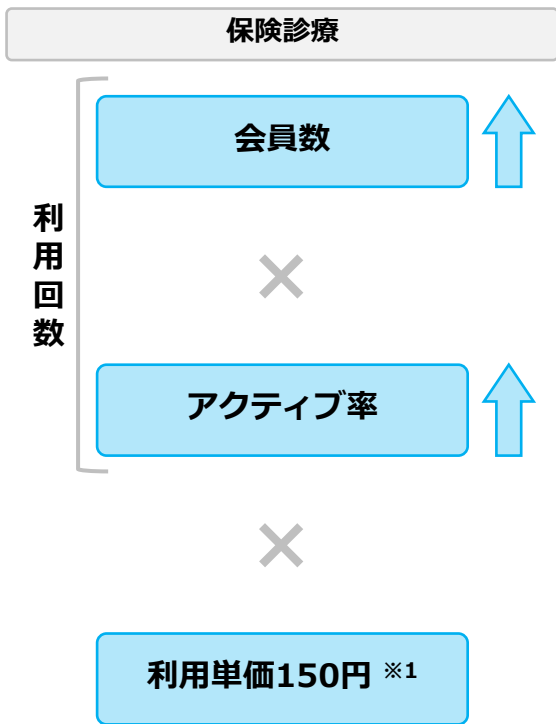 保険診療
利用回数
会員数
×
アクティブ率
×
利用単価150円 ※1